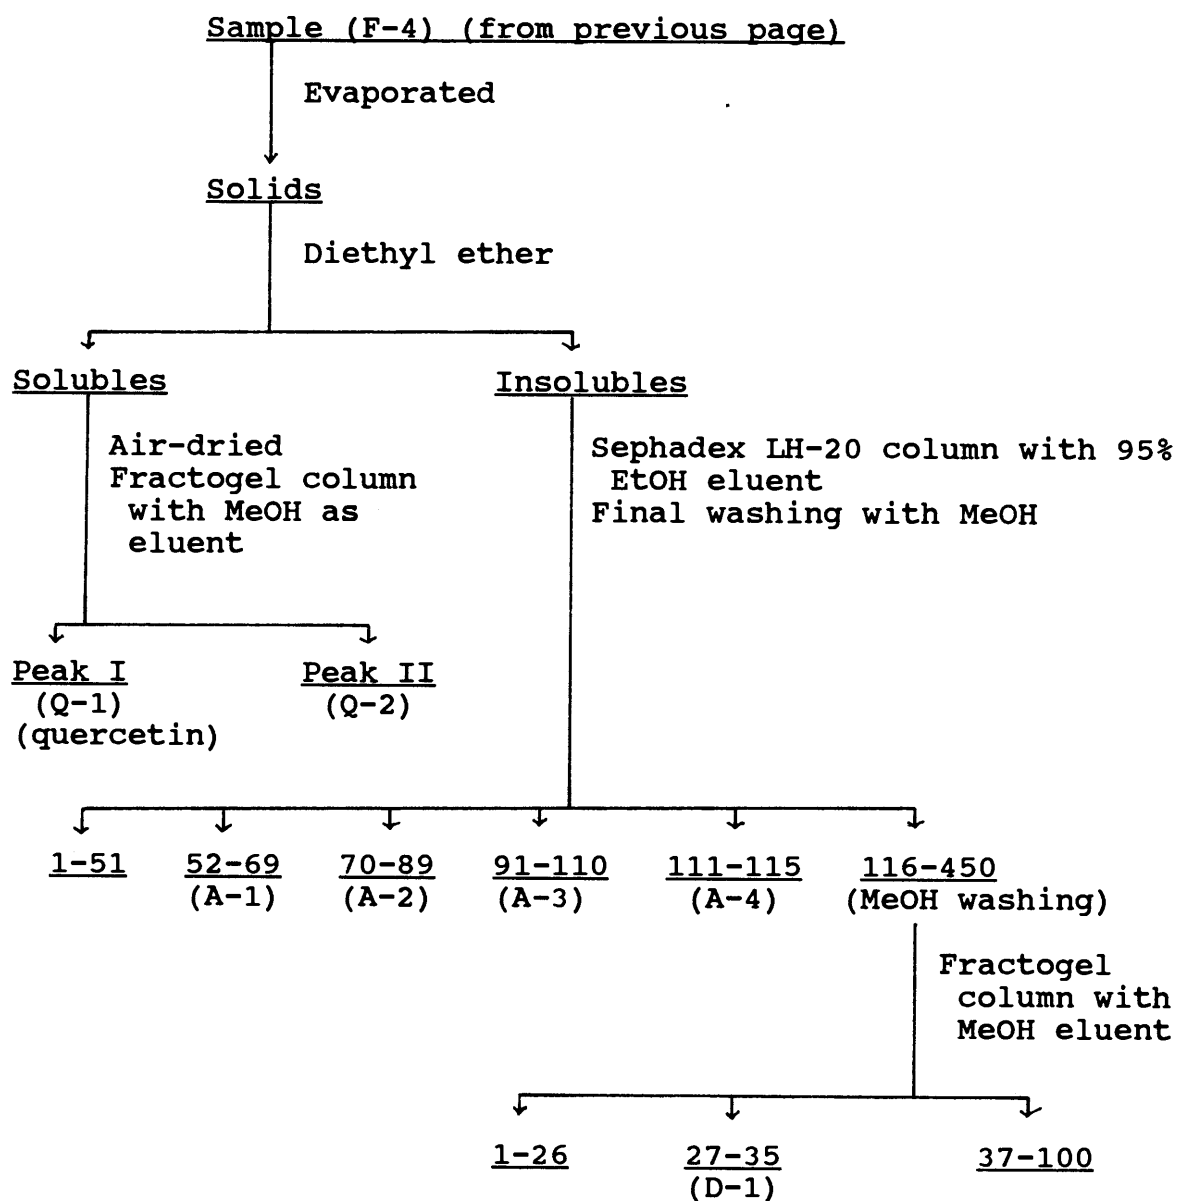 Sample (F-4) (from previous page)
Evaporated
Solids
Diethyl ether
Solubles
Insolubles
Air-dried
Fractogel column
with MeOH as
eluent
Sephadex LH-20 column with 95%
EtOH eluent
Final washing with MeOH
Peak I
(Q-1)
(quercetin)
Peak II
(Q-2)
1-51
52-69
(A-1)
70-89
(A-2)
91-110
(A-3)
111-115
(A-4)
116-450
(MeOH washing)
Fractogel
column with
MeOH eluent
1-26
27-35
(D-1)
37-100